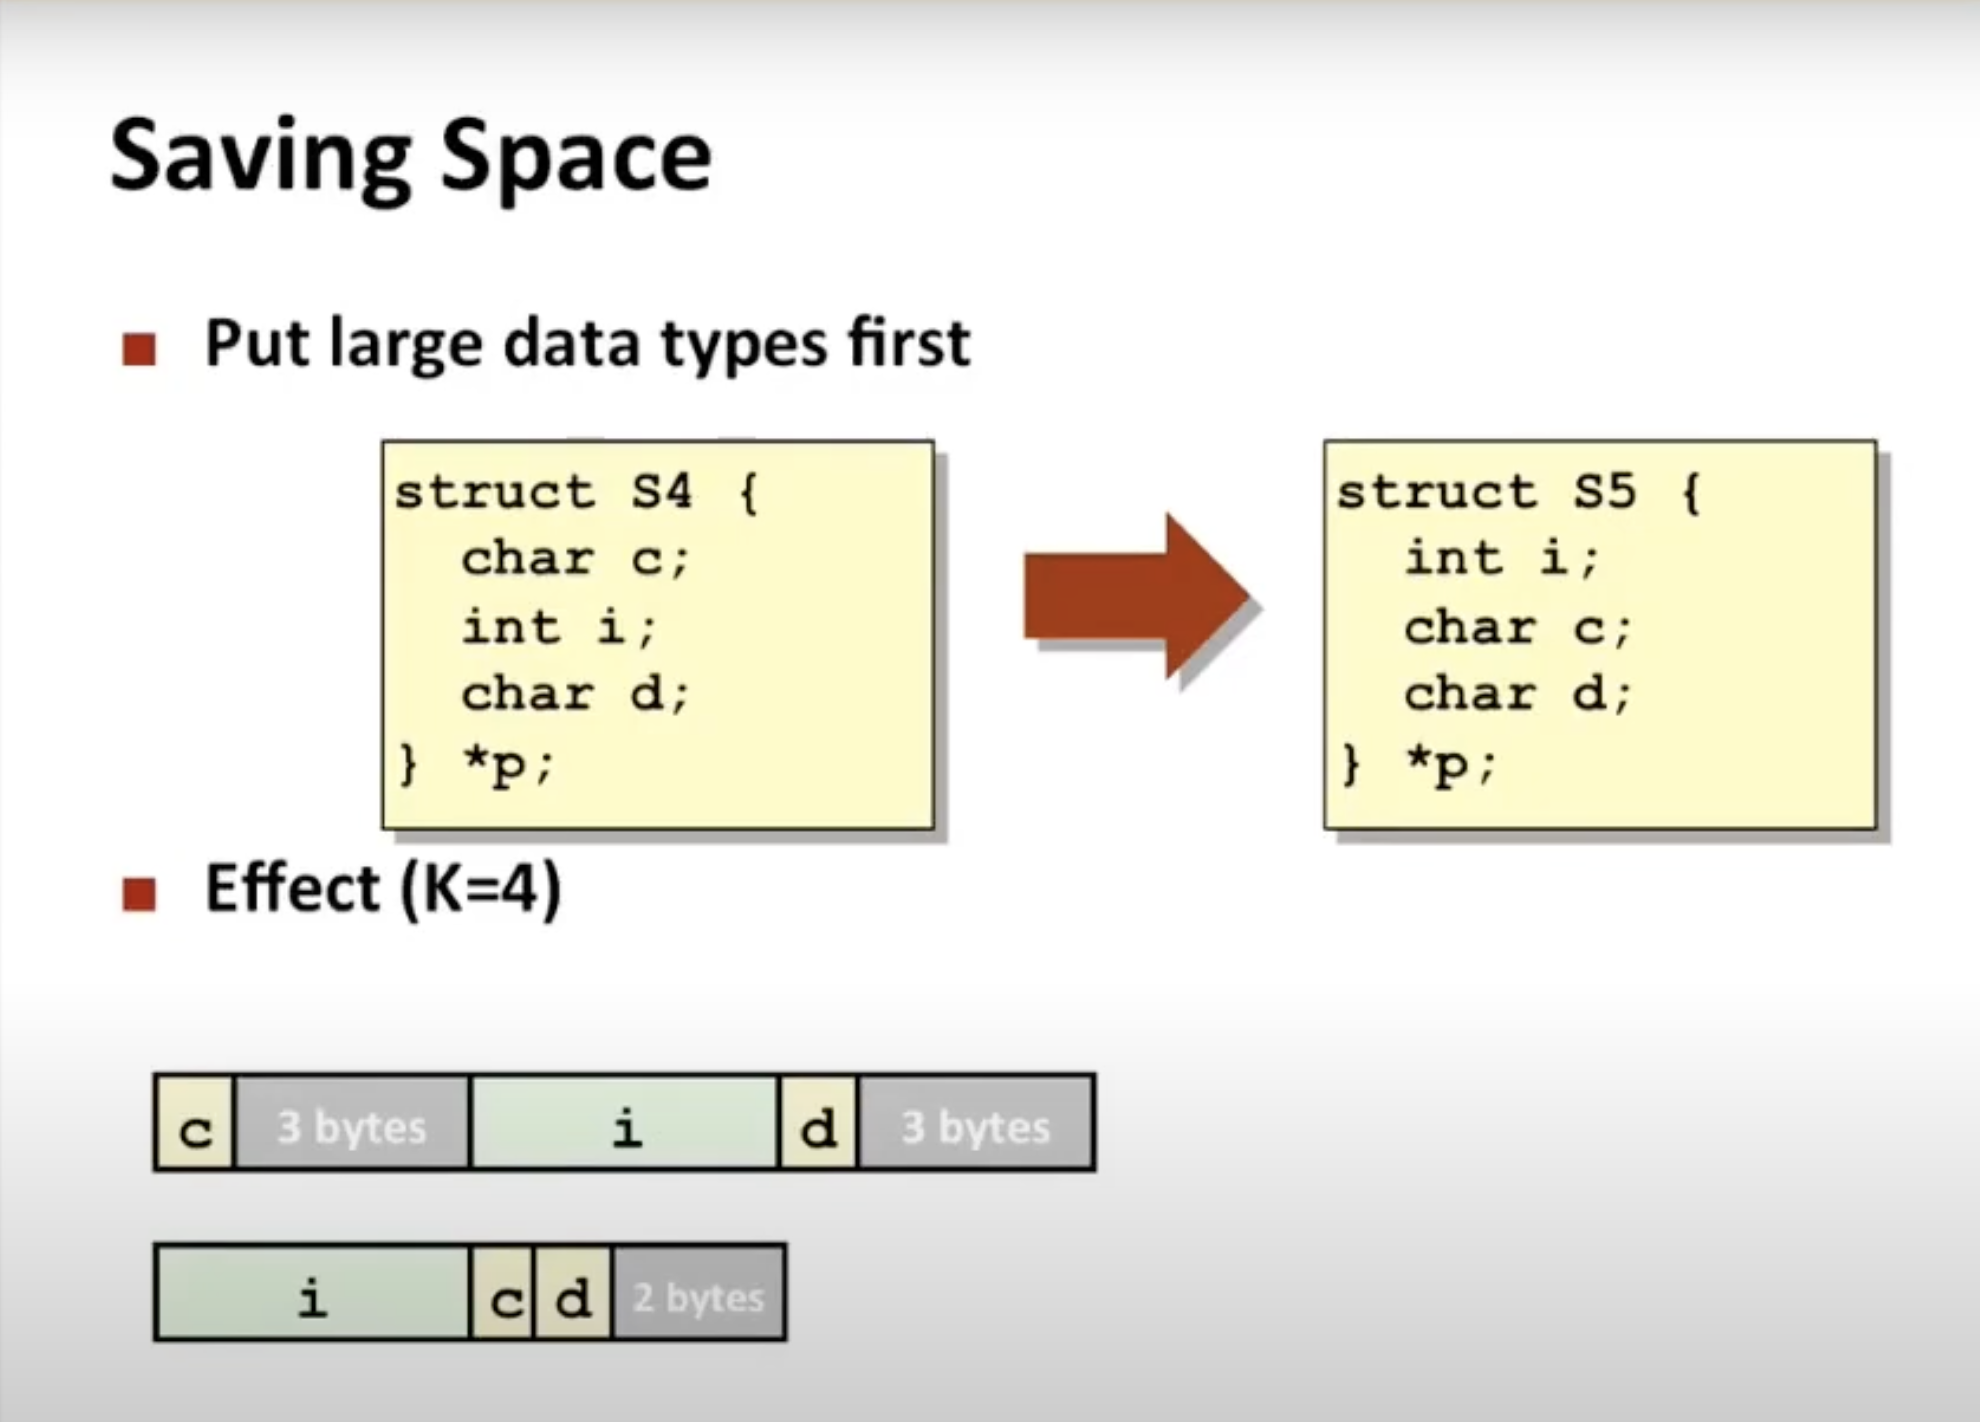 Saving Space
Put large data types first
struct S4 {
char c;
int i;
char d;
} *p;
struct S5 {
int i;
char c;
char d;
} *p;
Effect (K=4)
c 3 bytes i d 3 bytes
i c d 2 bytes